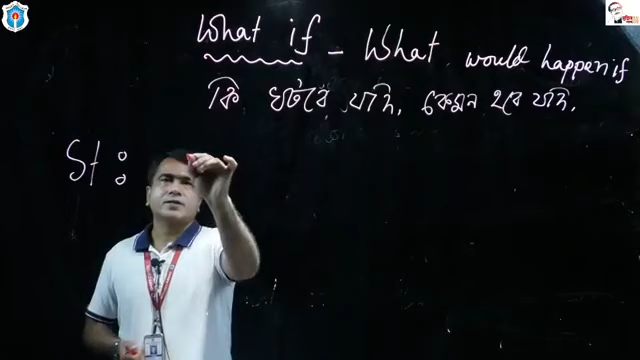 What if - What would happen if
কি ঘটবে যদি, কেমন হবে যদি.
St :